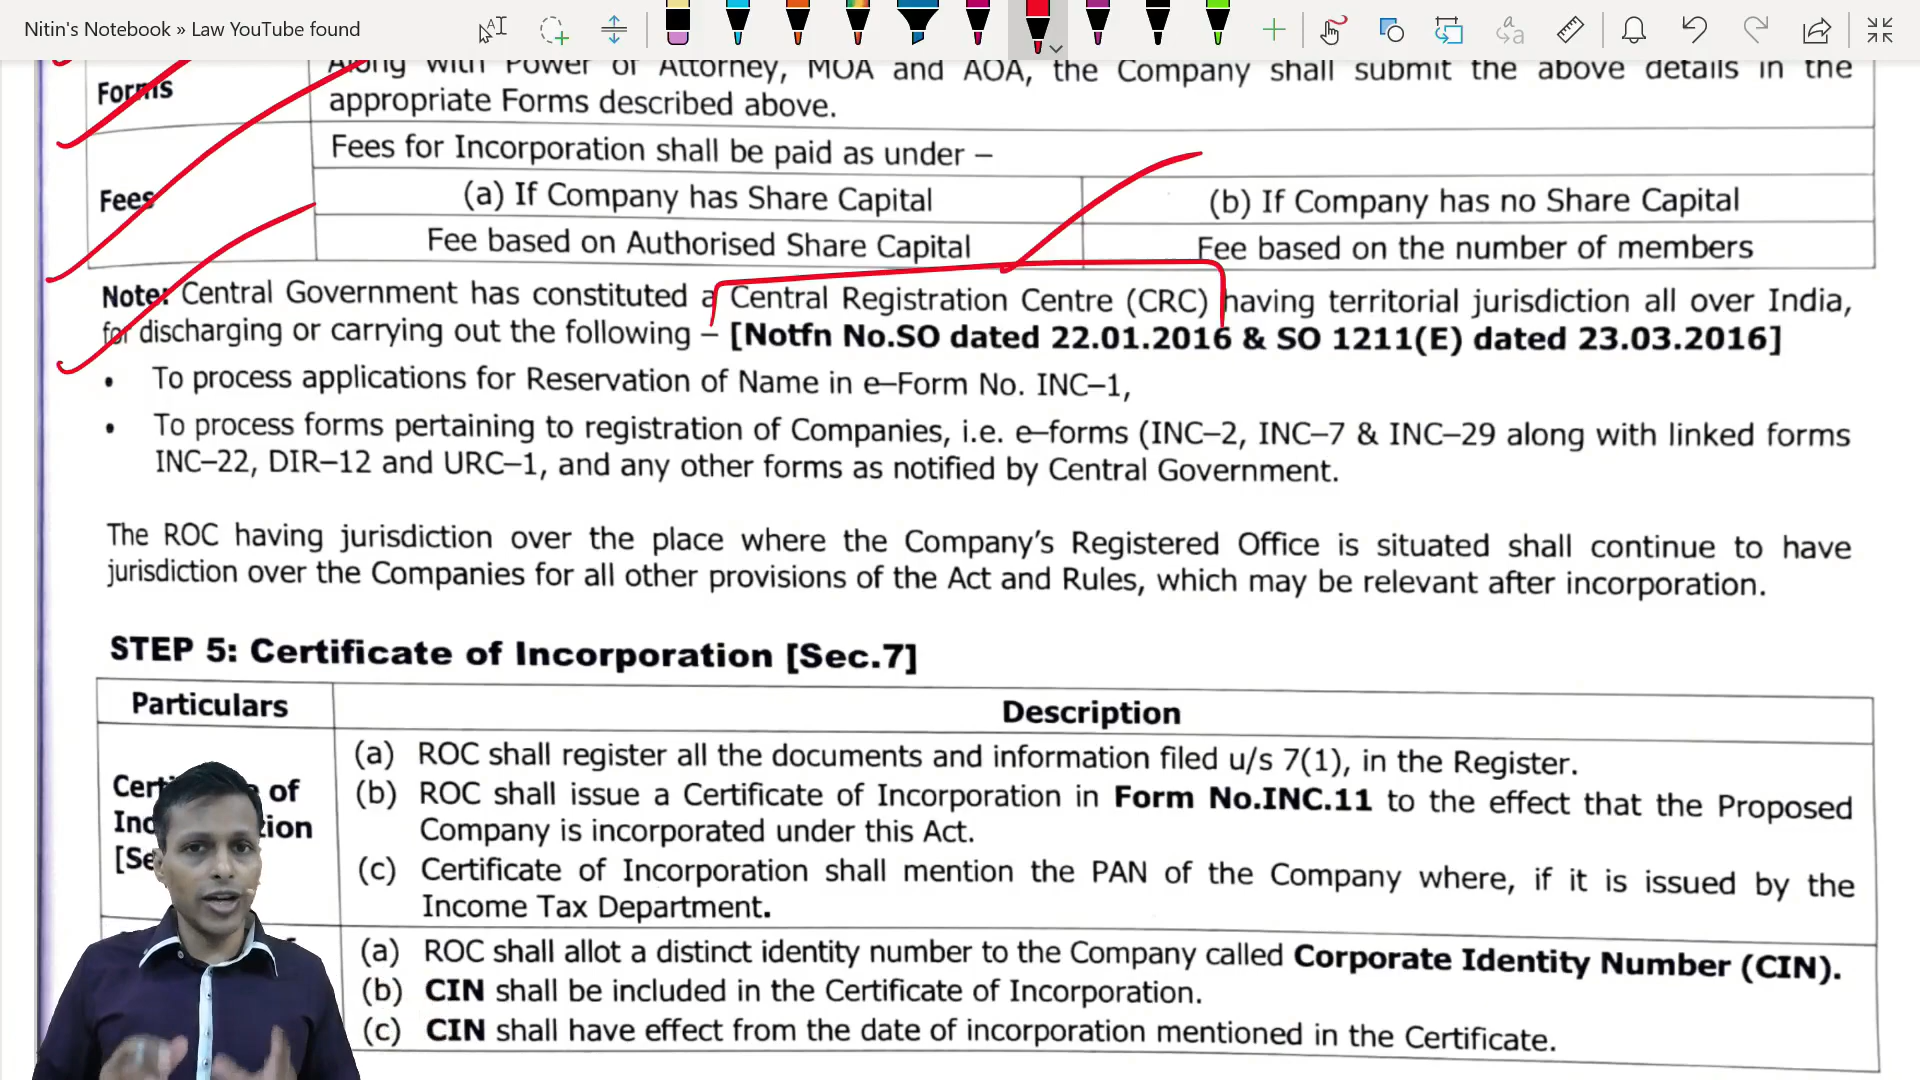 Nitin's Notebook » Law YouTube found
Forms
Along with Power of Attorney, MOA and AOA, the Company shall submit the above details in the
appropriate Forms described above.
Fees
Fees for Incorporation shall be paid as under –
(a) If Company has Share Capital
(b) If Company has no Share Capital
Fee based on Authorised Share Capital
Fee based on the number of members
Note: Central Government has constituted a Central Registration Centre (CRC) having territorial jurisdiction all over India,
for discharging or carrying out the following – [Notfn No.SO dated 22.01.2016 & SO 1211(E) dated 23.03.2016]
• To process applications for Reservation of Name in e–Form No. INC–1,
• To process forms pertaining to registration of Companies, i.e. e–forms (INC–2, INC–7 & INC–29 along with linked forms
INC–22, DIR–12 and URC–1, and any other forms as notified by Central Government.
The ROC having jurisdiction over the place where the Company's Registered Office is situated shall continue to have
jurisdiction over the Companies for all other provisions of the Act and Rules, which may be relevant after incorporation.
STEP 5: Certificate of Incorporation [Sec.7]
Particulars
Description
of
(a) ROC shall register all the documents and information filed u/s 7(1), in the Register.
(b) ROC shall issue a Certificate of Incorporation in Form No.INC.11 to the effect that the Proposed
Company is incorporated under this Act.
(c) Certificate of Incorporation shall mention the PAN of the Company where, if it is issued by the
Income Tax Department.
(a) ROC shall allot a distinct identity number to the Company called Corporate Identity Number (CIN).
(b) CIN shall be included in the Certificate of Incorporation.
(c) CIN shall have effect from the date of incorporation mentioned in the Certificate.